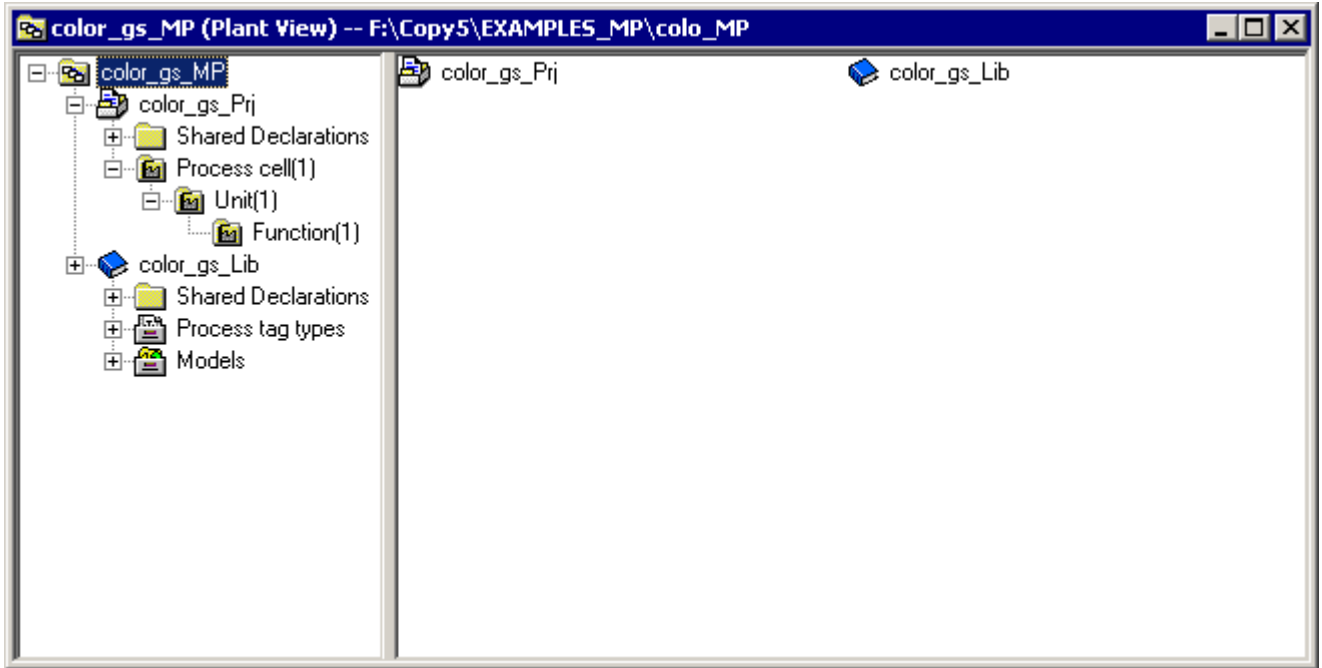 color_gs_MP (Plant View) -- F:\Copy5\EXAMPLES_MP\colo_MP
color_gs_MP
color_gs_Prj
Shared Declarations
Process cell(1)
Unit(1)
Function(1)
color_gs_Lib
Shared Declarations
Process tag types
Models
color_gs_Prj
color_gs_Lib